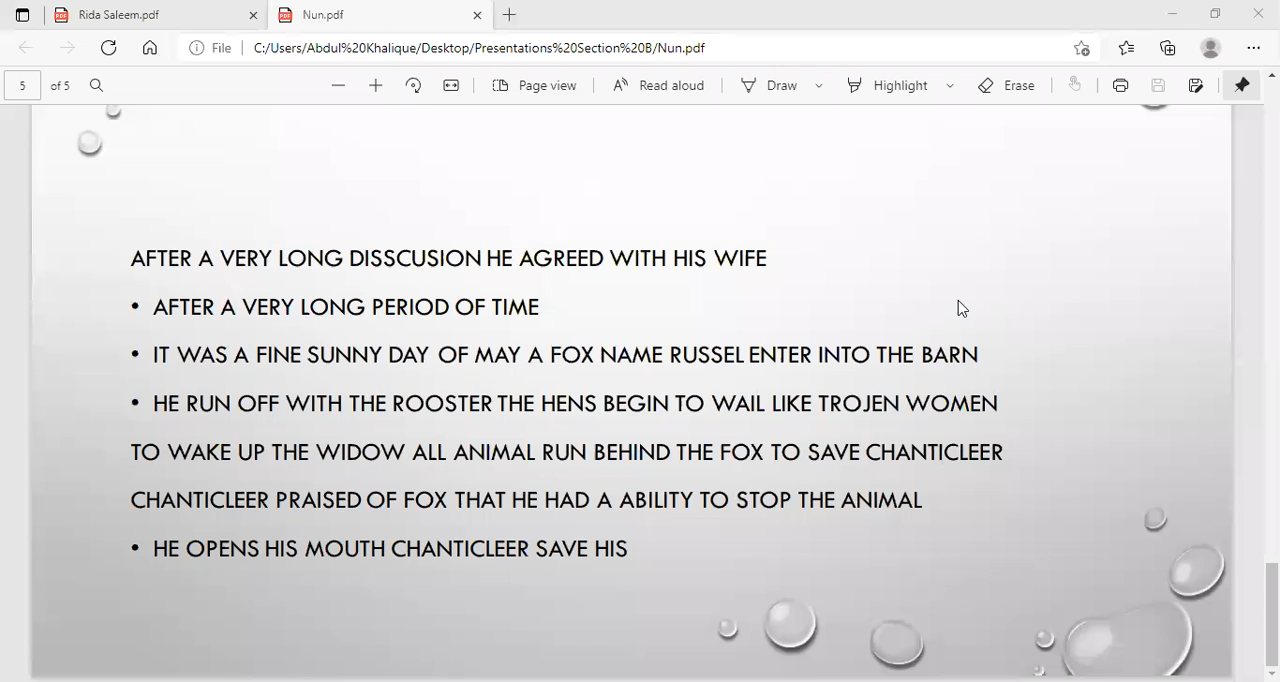 Rida Saleem.pdf
Nun.pdf
File C:/Users/Abdul%20Khalique/Desktop/Presentations%20Section%20B/Nun.pdf
5 of 5 Page view Read aloud Draw Highlight Erase
AFTER A VERY LONG DISSCUSION HE AGREED WITH HIS WIFE
• AFTER A VERY LONG PERIOD OF TIME
• IT WAS A FINE SUNNY DAY OF MAY A FOX NAME RUSSEL ENTER INTO THE BARN
• HE RUN OFF WITH THE ROOSTER THE HENS BEGIN TO WAIL LIKE TROJEN WOMEN
TO WAKE UP THE WIDOW ALL ANIMAL RUN BEHIND THE FOX TO SAVE CHANTICLEER
CHANTICLEER PRAISED OF FOX THAT HE HAD A ABILITY TO STOP THE ANIMAL
• HE OPENS HIS MOUTH CHANTICLEER SAVE HIS